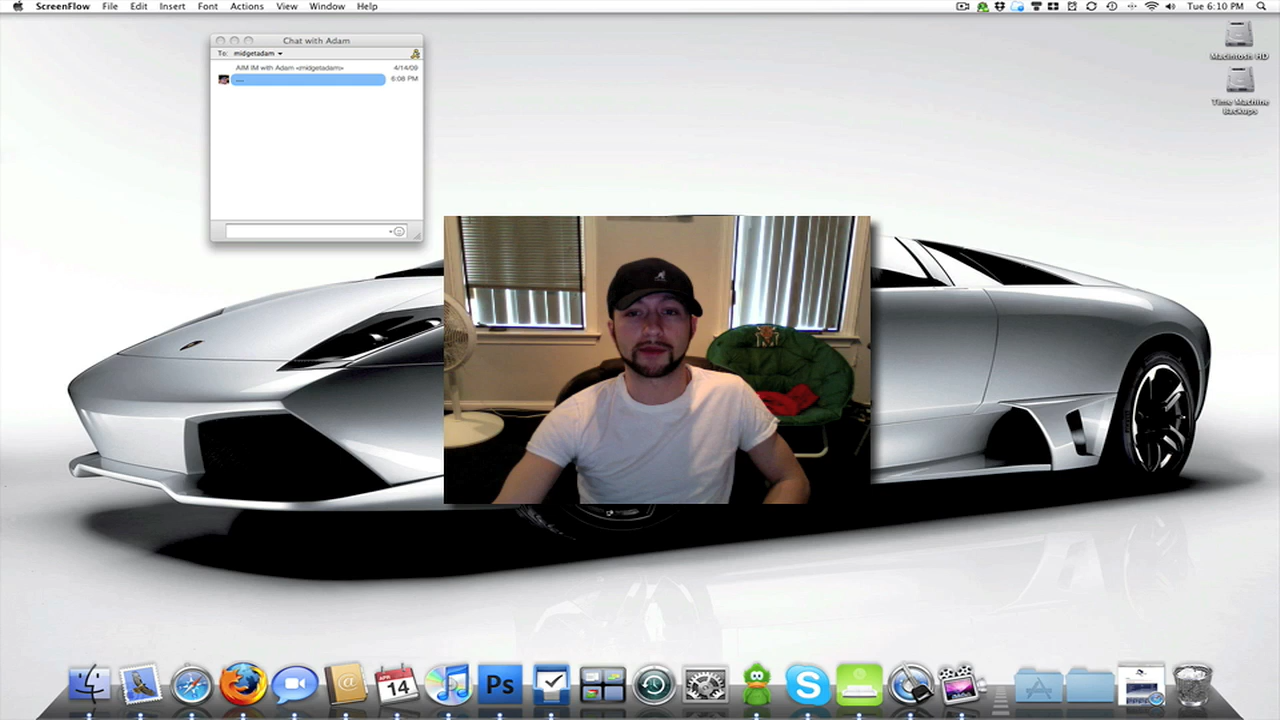 ScreenFlow File Edit Insert Font Actions View Window Help Tue 6:10 PM
Chat with Adam
To: midgetadam
AIM IM with Adam <midgetadam> 4/14/09
... 6:08 PM
Macintosh HD
Time Machine
Backups
APR
14
Ps